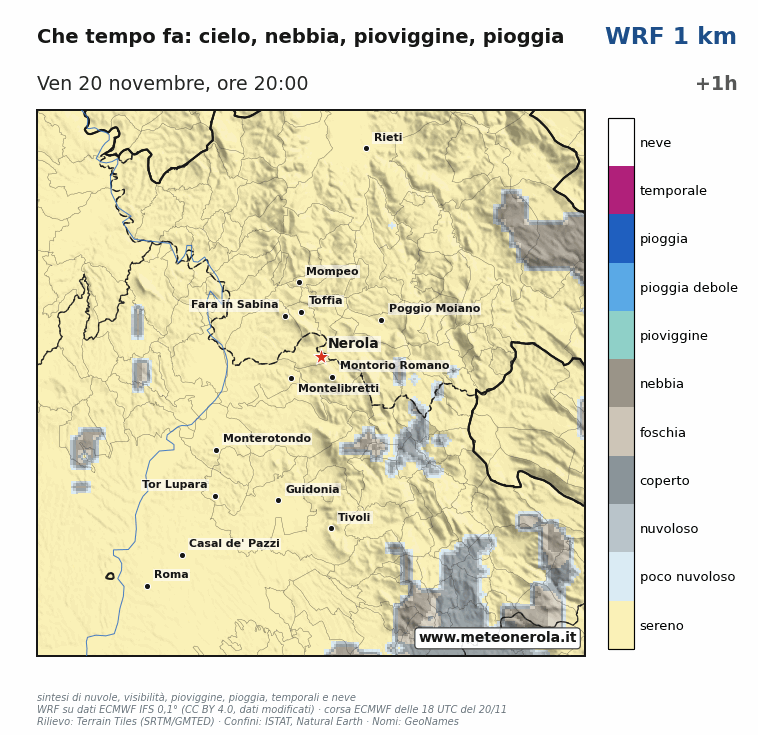 Che tempo fa: cielo, nebbia, pioviggine, pioggia
WRF 1 km
Ven 20 novembre, ore 20:00
+1h
Rieti
Mompeo
Toffia
Fara in Sabina
Poggio Moiano
Nerola
Montorio Romano
Montelibretti
Monterotondo
Tor Lupara
Guidonia
Tivoli
Casal de' Pazzi
Roma
www.meteonerola.it
neve
temporale
pioggia
pioggia debole
pioviggine
nebbia
foschia
coperto
nuvoloso
poco nuvoloso
sereno
sintesi di nuvole, visibilità, pioviggine, pioggia, temporali e neve
WRF su dati ECMWF IFS 0,1° (CC BY 4.0, dati modificati) · corsa ECMWF delle 18 UTC del 20/11
Rilievo: Terrain Tiles (SRTM/GMTED) · Confini: ISTAT, Natural Earth · Nomi: GeoNames